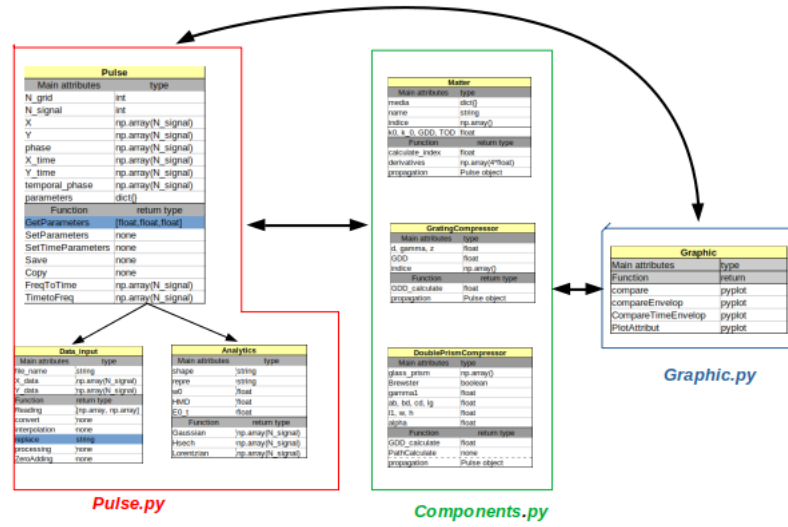 Pulse
Main attributes type
N_grid int
N_signal int
X np.array(N_signal)
Y np.array(N_signal)
phase np.array(N_signal)
X_time np.array(N_signal)
Y_time np.array(N_signal)
temporal_phase np.array(N_signal)
parameters dict{}
Function return type
GetParameters [float,float,float]
SetParameters none
SetTimeParameters none
Save none
Copy none
FreqToTime np.array(N_signal)
TimetoFreq np.array(N_signal)
Data_input
Main attributes type
file_name string
X_data np.array(N_signal)
Y_data np.array(N_signal)
Function return type
Reading [np.array, np.array]
convert none
interpolation none
replace string
processing none
ZeroAdding none
Analytics
Main attributes type
shape string
repre string
w0 float
HMD float
E0_t float
Function return type
Gaussian np.array(N_signal)
Hsech np.array(N_signal)
Lorentzian np.array(N_signal)
Pulse.py
Matter
Main attributes type
media dict{}
name string
indice np.array()
k0, k_0, GDD, TOD float
Function return type
calculate_index float
derivatives np.array(4*float)
propagation Pulse object
GratingCompressor
Main attributes type
d, gamma, z float
GDD float
indice np.array()
Function return type
GDD_calculate float
propagation Pulse object
DoublePrismCompressor
Main attributes type
glass_prism np.array()
Brewster boolean
gamma1 float
ab, bd, cd, lg float
l1, w, h float
alpha float
Function return type
GDD_calculate float
PathCalculate none
propagation Pulse object
Components.py
Graphic
Main attributes type
Function return
compare pyplot
compareEnvelop pyplot
CompareTimeEnvelop pyplot
PlotAttribut pyplot
Graphic.py